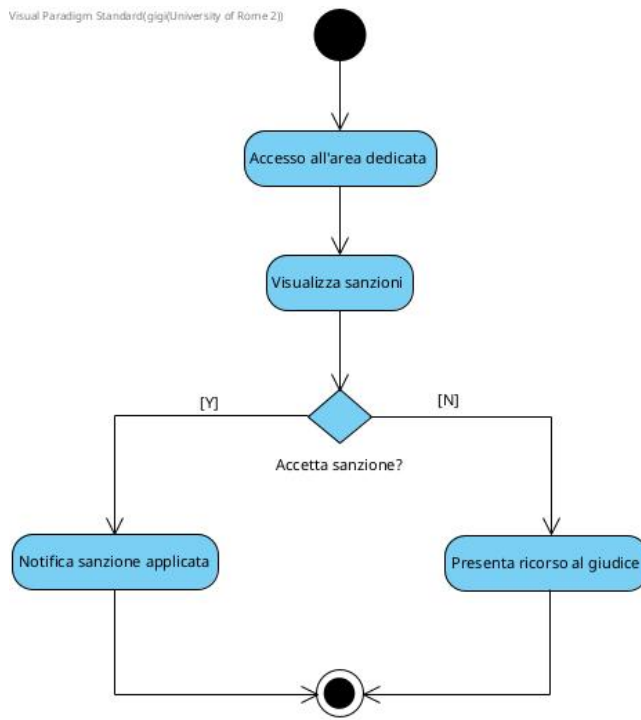 Visual Paradigm Standard(gigi(University of Rome 2))
Accesso all'area dedicata
Visualizza sanzioni
[Y]
[N]
Accetta sanzione?
Notifica sanzione applicata
Presenta ricorso al giudice